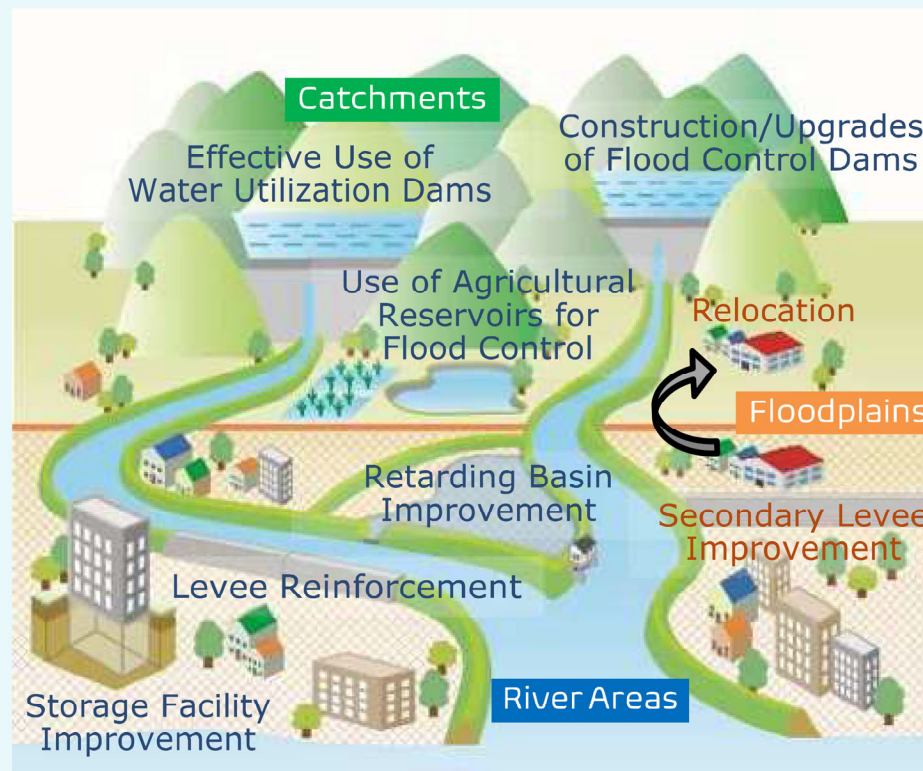 Catchments
Effective Use of
Water Utilization Dams
Construction/Upgrades
of Flood Control Dams
Use of Agricultural
Reservoirs for
Flood Control
Relocation
Floodplains
Retarding Basin
Improvement
Secondary Levee
Improvement
Levee Reinforcement
Storage Facility
Improvement
River Areas